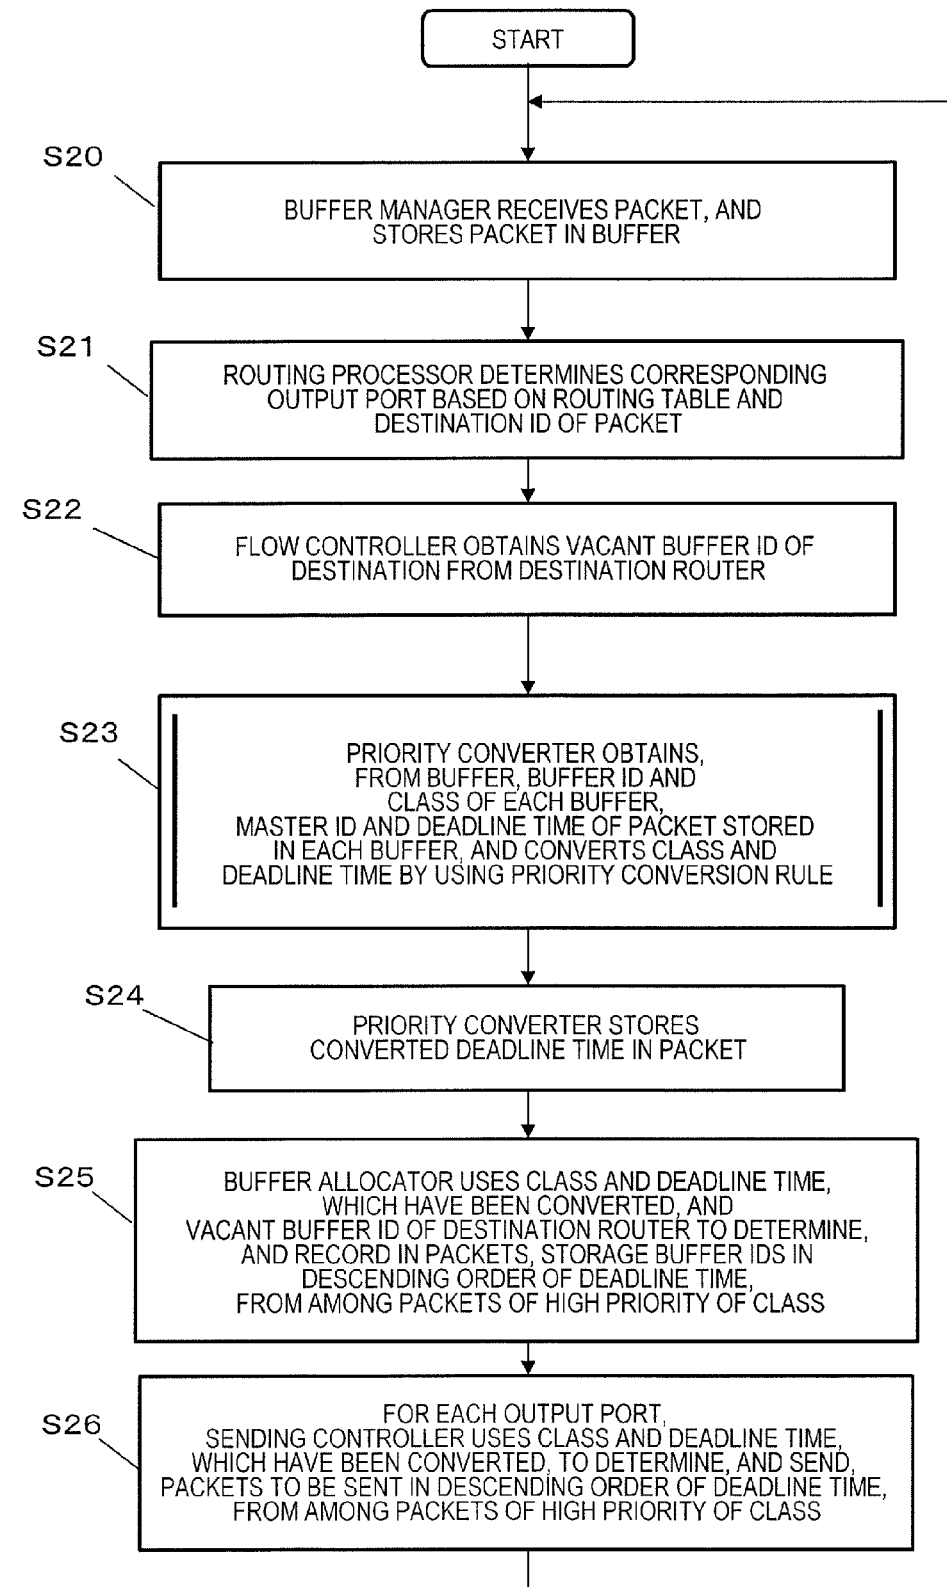 START
S20
BUFFER MANAGER RECEIVES PACKET, AND
STORES PACKET IN BUFFER
S21
ROUTING PROCESSOR DETERMINES CORRESPONDING
OUTPUT PORT BASED ON ROUTING TABLE AND
DESTINATION ID OF PACKET
S22
FLOW CONTROLLER OBTAINS VACANT BUFFER ID OF
DESTINATION FROM DESTINATION ROUTER
S23
PRIORITY CONVERTER OBTAINS,
FROM BUFFER, BUFFER ID AND
CLASS OF EACH BUFFER,
MASTER ID AND DEADLINE TIME OF PACKET STORED
IN EACH BUFFER, AND CONVERTS CLASS AND
DEADLINE TIME BY USING PRIORITY CONVERSION RULE
S24
PRIORITY CONVERTER STORES
CONVERTED DEADLINE TIME IN PACKET
S25
BUFFER ALLOCATOR USES CLASS AND DEADLINE TIME,
WHICH HAVE BEEN CONVERTED, AND
VACANT BUFFER ID OF DESTINATION ROUTER TO DETERMINE,
AND RECORD IN PACKETS, STORAGE BUFFER IDS IN
DESCENDING ORDER OF DEADLINE TIME,
FROM AMONG PACKETS OF HIGH PRIORITY OF CLASS
S26
FOR EACH OUTPUT PORT,
SENDING CONTROLLER USES CLASS AND DEADLINE TIME,
WHICH HAVE BEEN CONVERTED, TO DETERMINE, AND SEND,
PACKETS TO BE SENT IN DESCENDING ORDER OF DEADLINE TIME,
FROM AMONG PACKETS OF HIGH PRIORITY OF CLASS